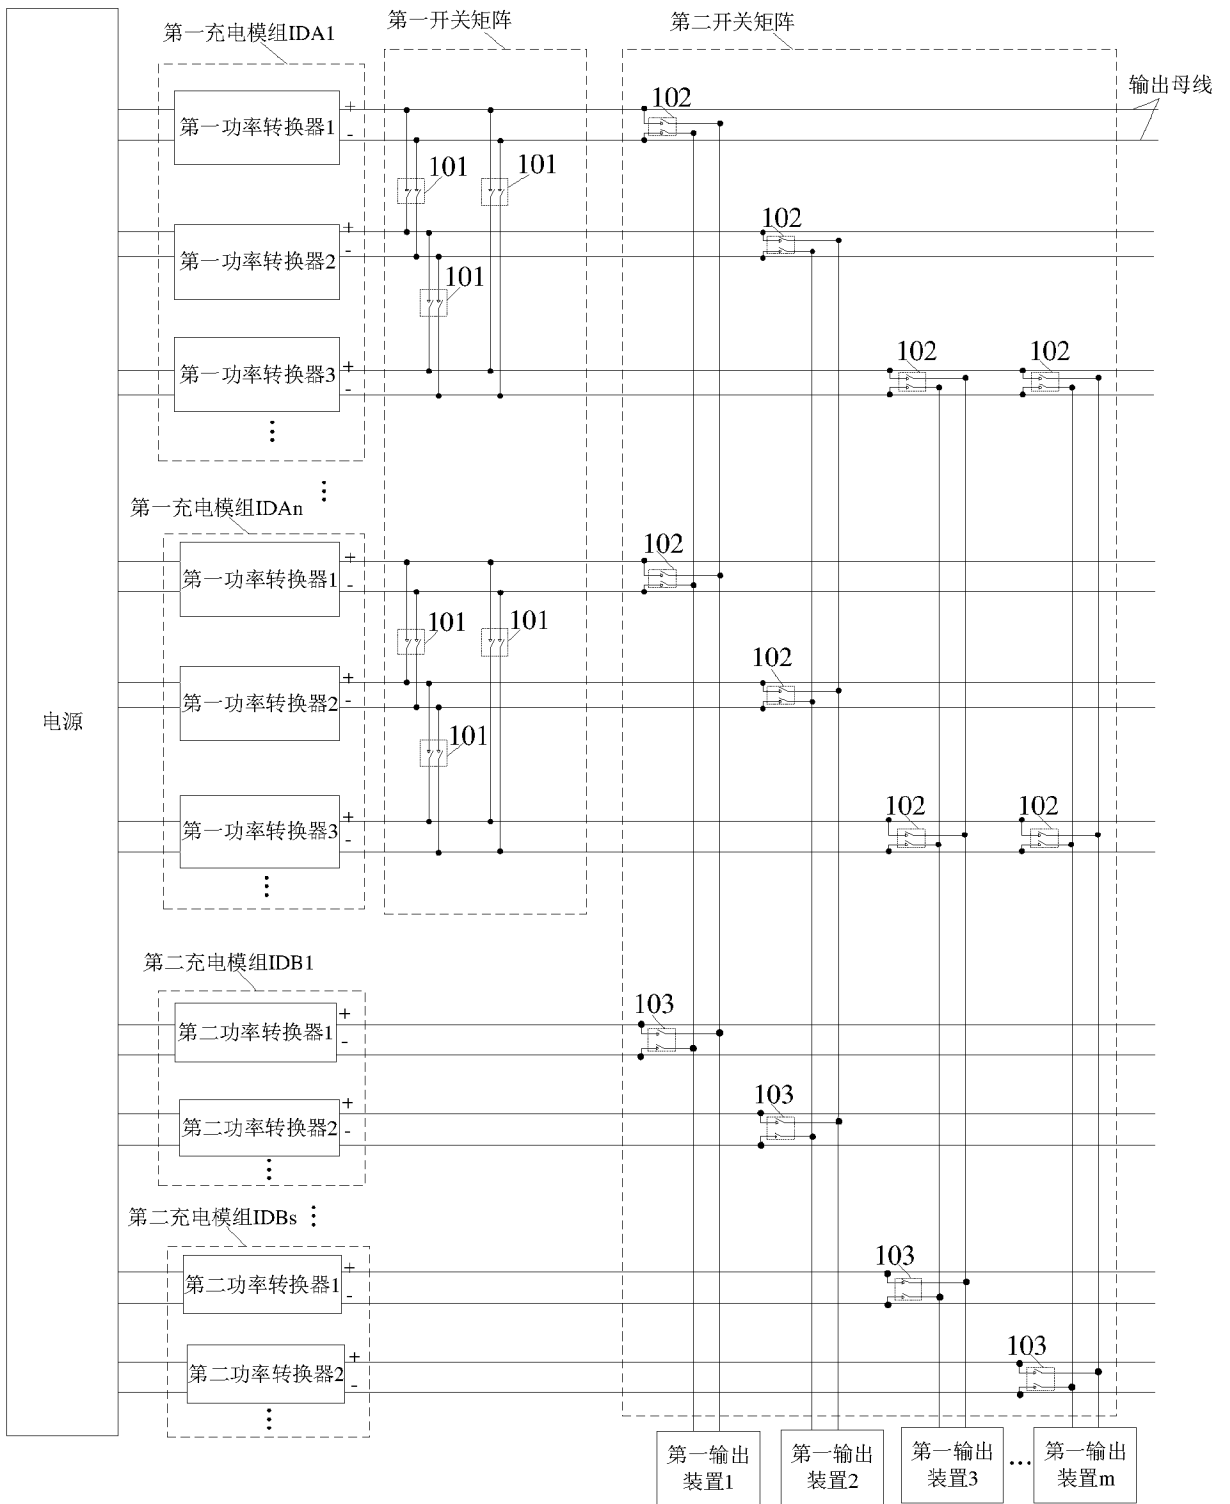 第一充电模组IDA1
第一开关矩阵
第二开关矩阵
输出母线
第一功率转换器1
+
-
102
101
101
第一功率转换器2
+
-
102
101
第一功率转换器3
+
-
102
102
⋮
⋮
第一充电模组IDAn
第一功率转换器1
+
-
102
101
101
第一功率转换器2
+
-
102
电源
101
第一功率转换器3
+
-
102
102
⋮
第二充电模组IDB1
第二功率转换器1
+
-
103
第二功率转换器2
+
-
103
⋮
第二充电模组IDBs
⋮
第二功率转换器1
+
-
103
第二功率转换器2
+
-
103
⋮
第一输出
装置1
第一输出
装置2
第一输出
装置3
…
第一输出
装置m